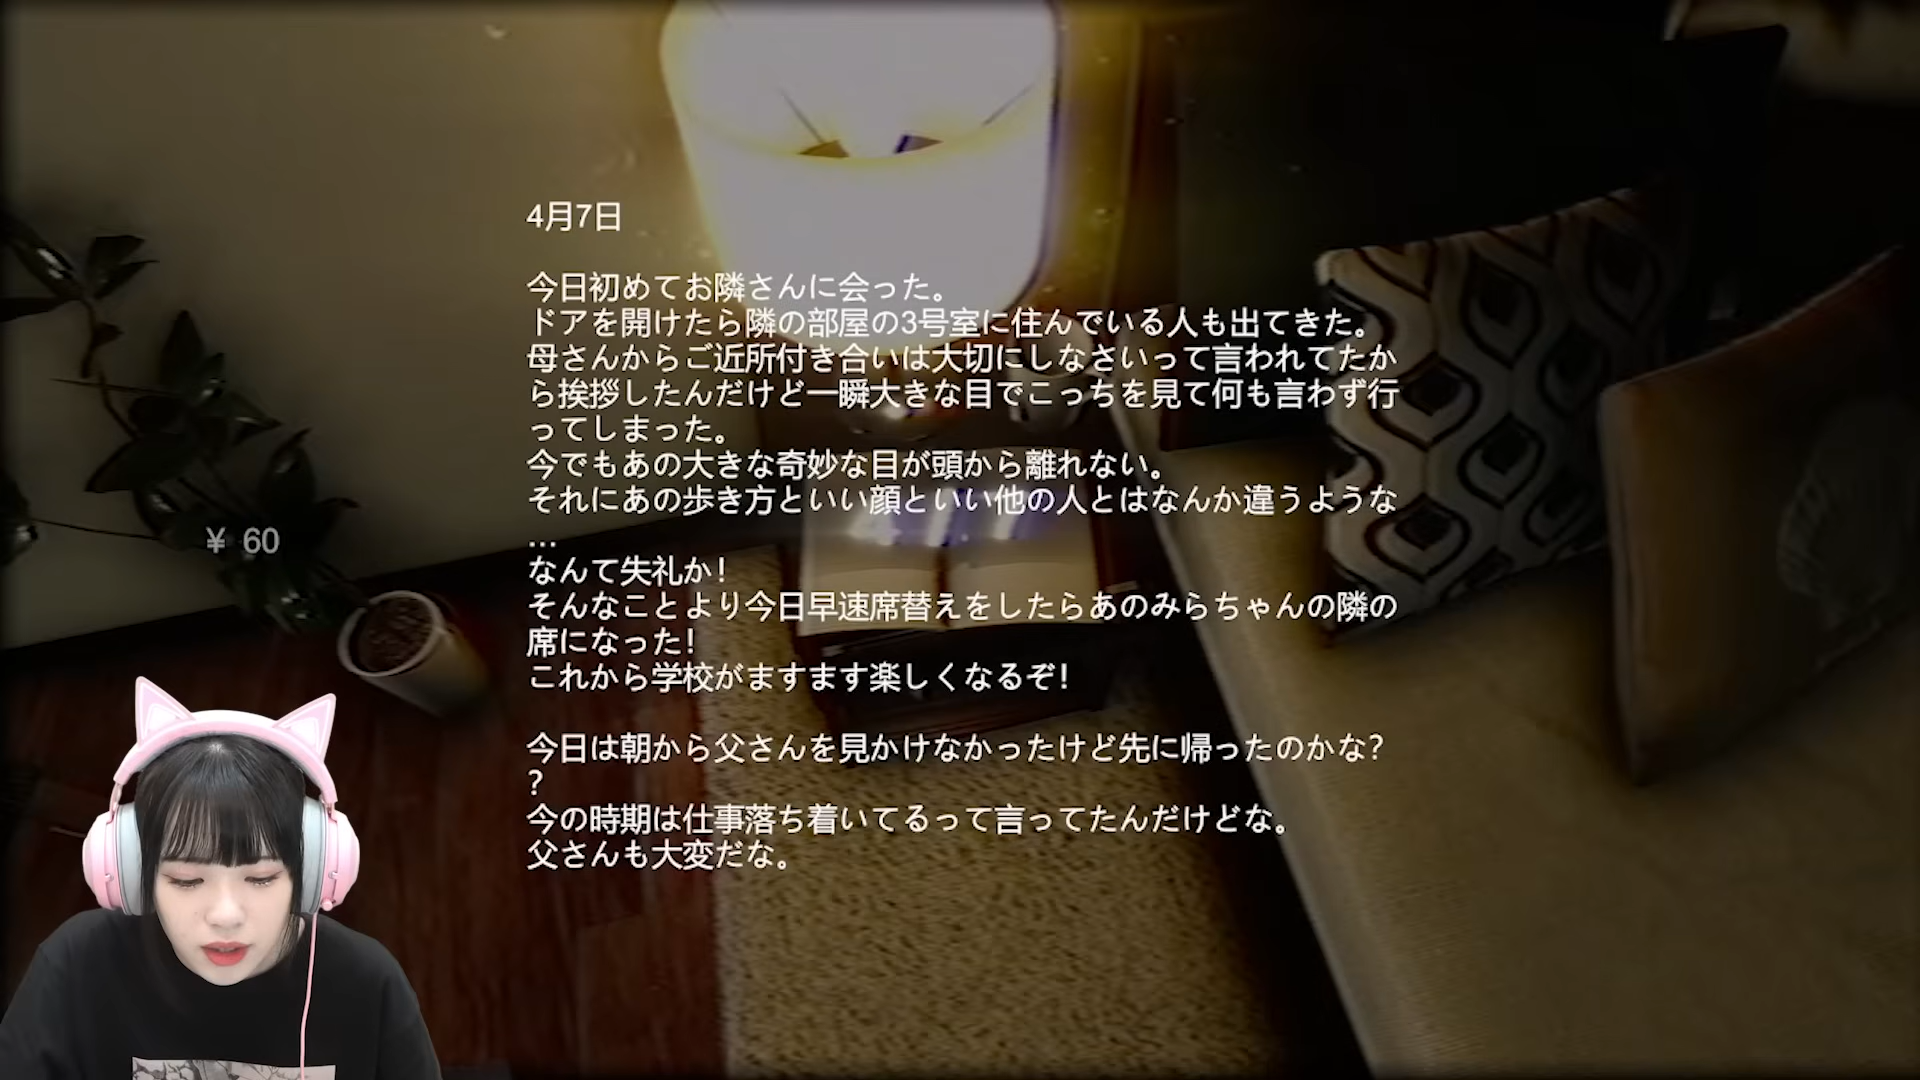 4月7日
今日初めてお隣さんに会った。
ドアを開けたら隣の部屋の3号室に住んでいる人も出てきた。
母さんからご近所付き合いは大切にしなさいって言われてたか
ら挨拶したんだけど一瞬大きな目でこっちを見て何も言わず行
ってしまった。
今でもあの大きな奇妙な目が頭から離れない。
それにあの歩き方といい顔といい他の人とはなんか違うような
...
なんて失礼か!
そんなことより今日早速席替えをしたらあのみらちゃんの隣の
席になった!
これから学校がますます楽しくなるぞ!
今日は朝から父さんを見かけなかったけど先に帰ったのかな?
?
今の時期は仕事落ち着いてるって言ってたんだけどな。
父さんも大変だな。
¥ 60